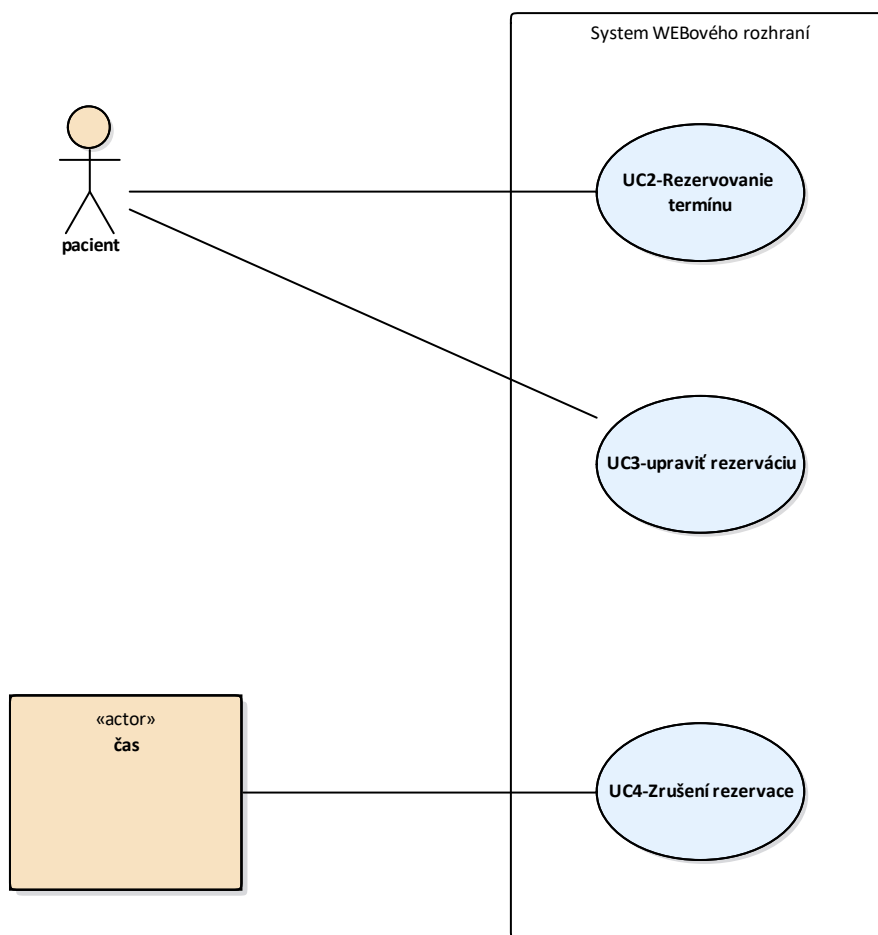 System WEBového rozhraní
UC2-Rezervovanie
termínu
pacient
UC3-upraviť rezerváciu
«actor»
čas
UC4-Zrušení rezervace